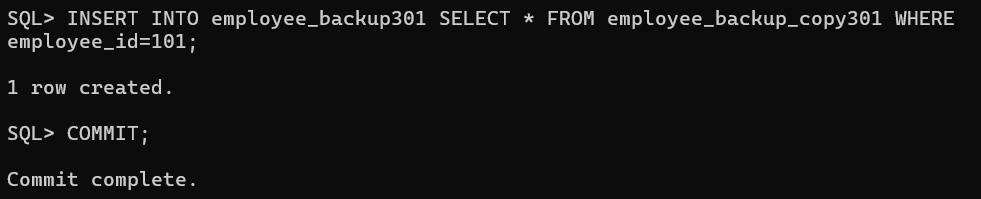 SQL> INSERT INTO employee_backup301 SELECT * FROM employee_backup_copy301 WHERE
employee_id=101;
1 row created.
SQL> COMMIT;
Commit complete.